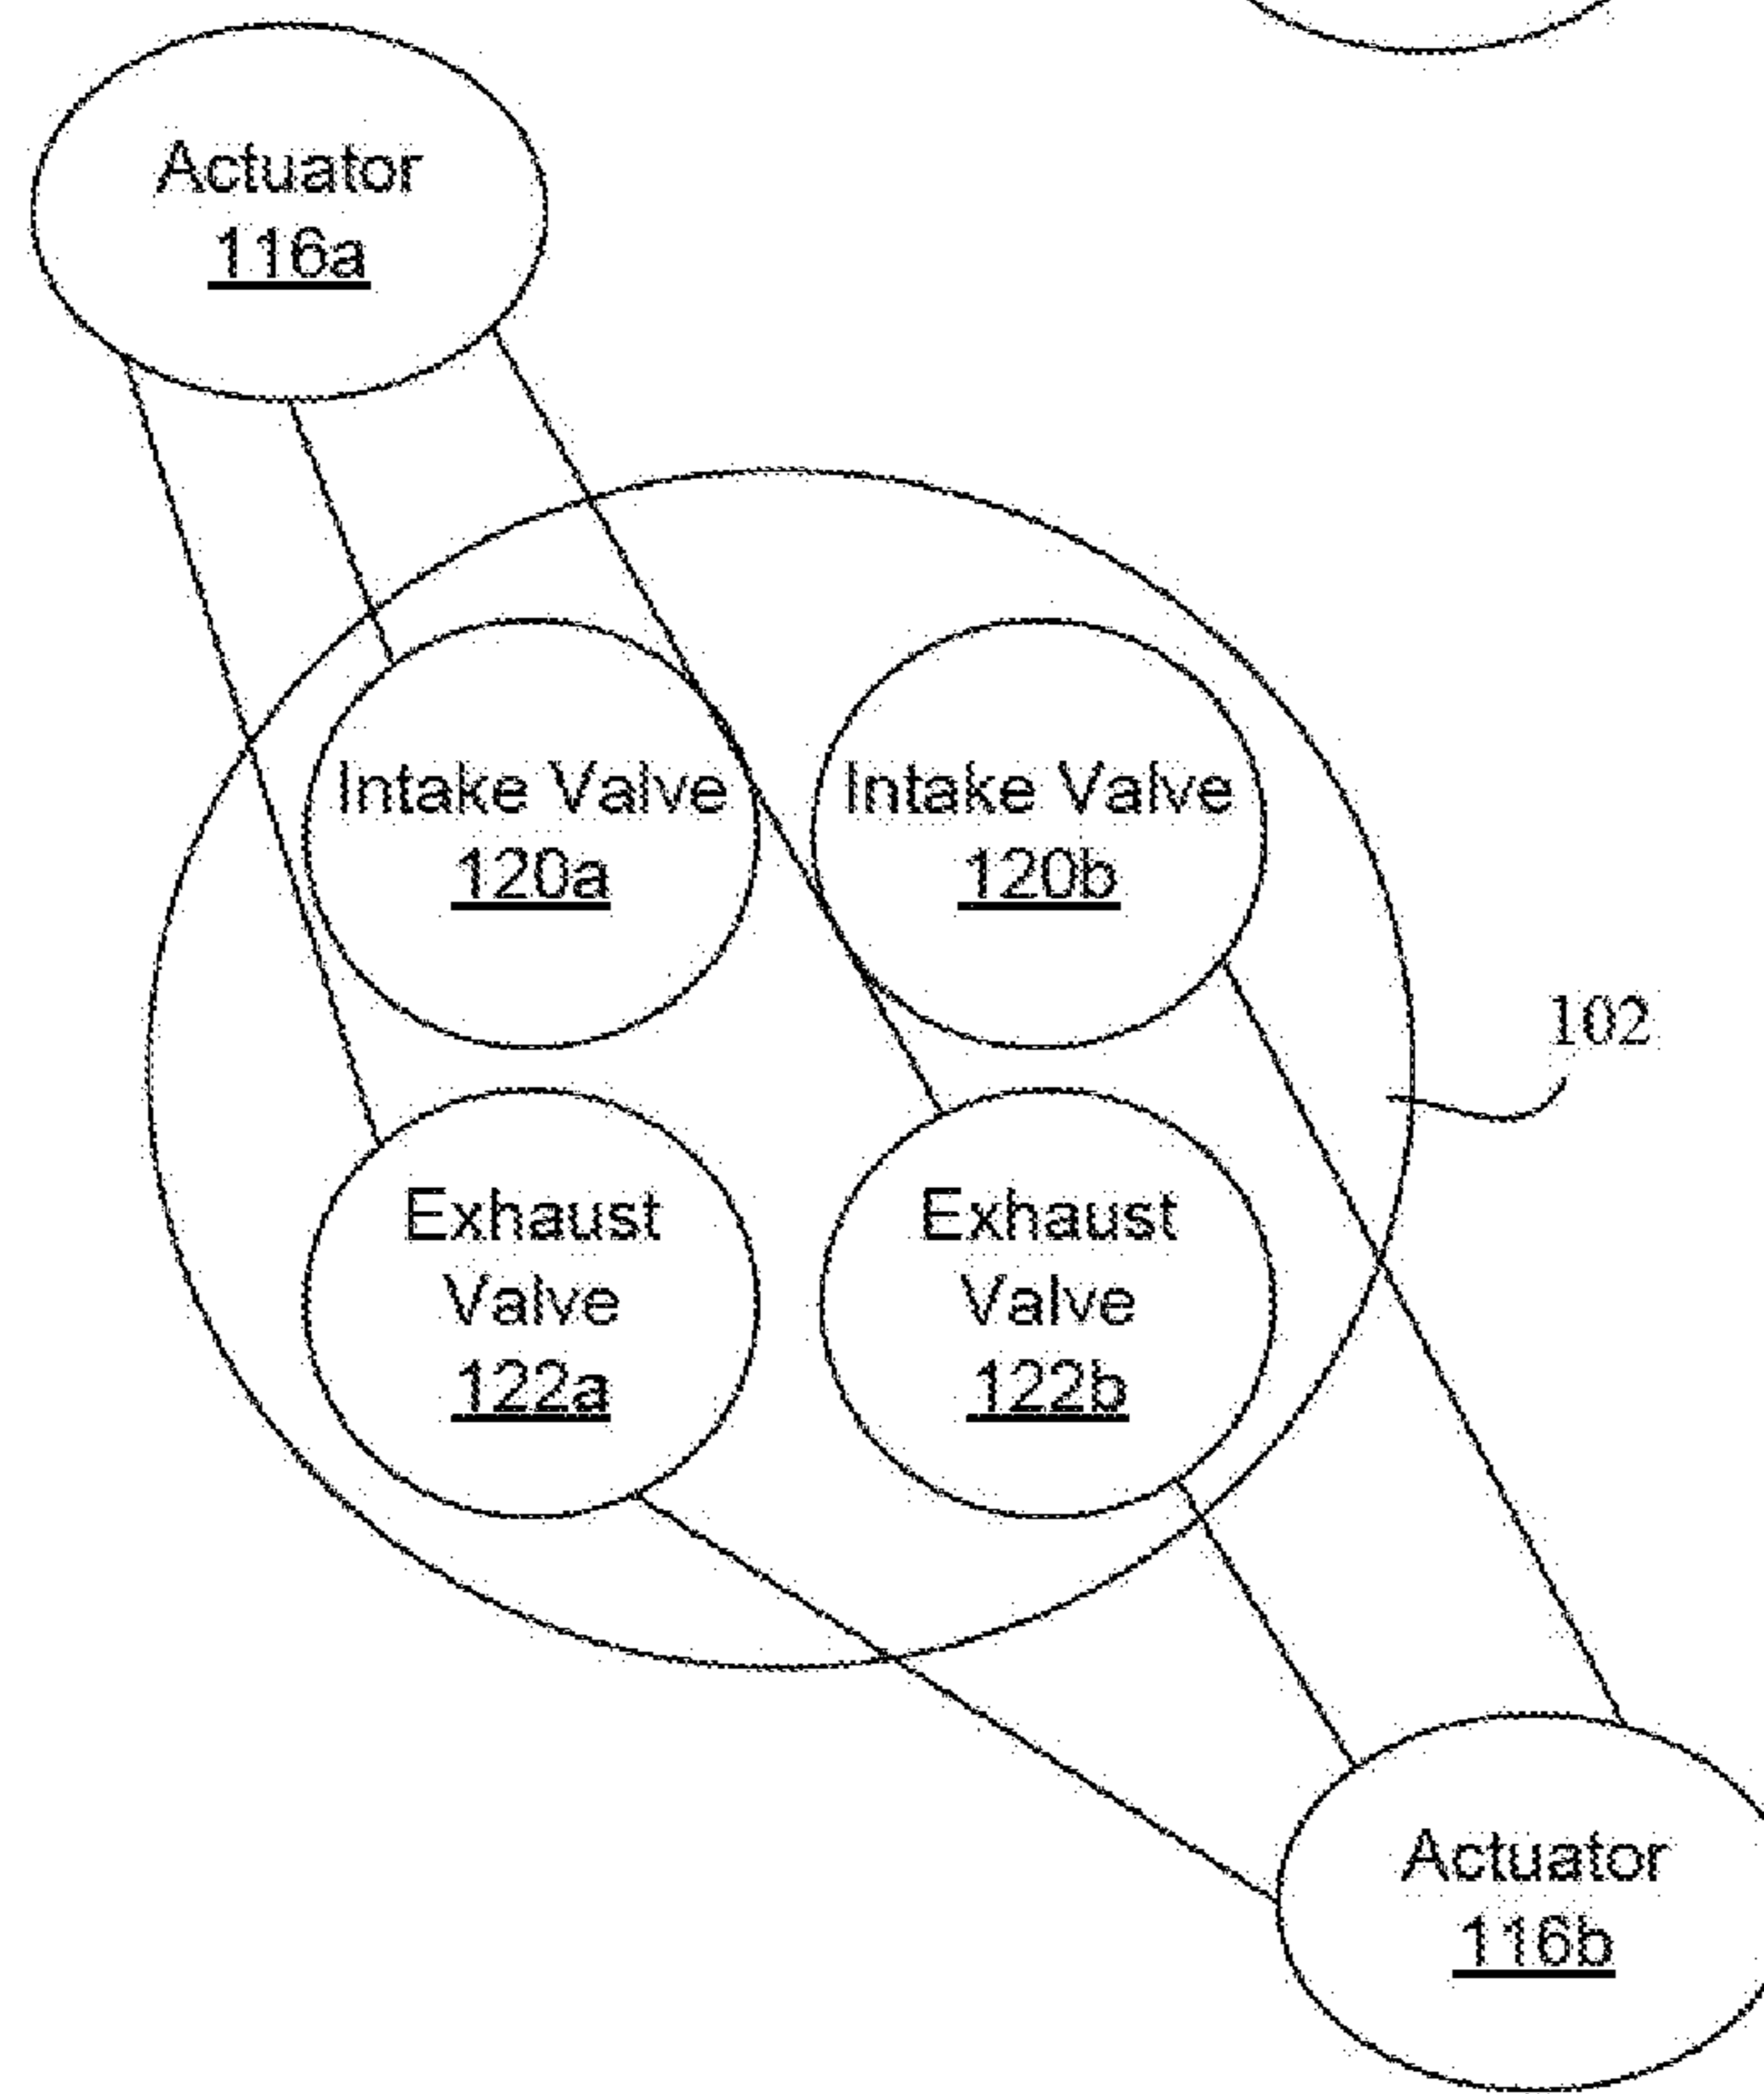 Actuator
116a
Intake Valve
120a
Intake Valve
120b
102
Exhaust
Valve
122a
Exhaust
Valve
122b
Actuator
116b